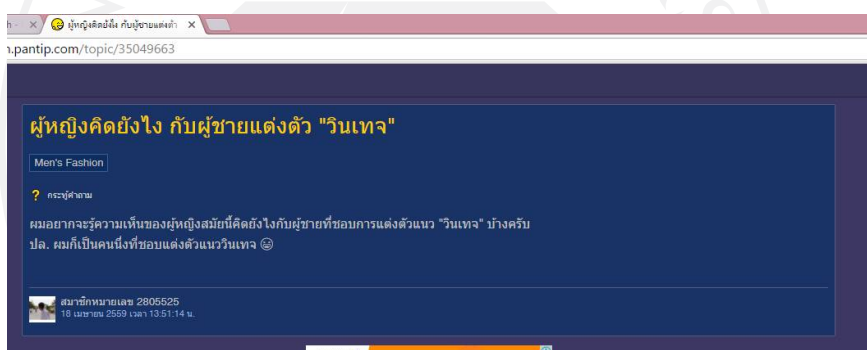 ผู้หญิงคิดยังไง กับผู้ชายแต่งตัว
pantip.com/topic/35049663
ผู้หญิงคิดยังไง กับผู้ชายแต่งตัว "วินเทจ"
Men's Fashion
? กระทู้คำถาม
ผมอยากจะรู้ความเห็นของผู้หญิงสมัยนี้คิดยังไงกับผู้ชายที่ชอบการแต่งตัวแนว "วินเทจ" บ้างครับ
ปล. ผมก็เป็นคนนึ่งที่ชอบแต่งตัวแนววินเทจ
สมาชิกหมายเลข 2805525
18 เมษายน 2559 เวลา 13:51:14 น.